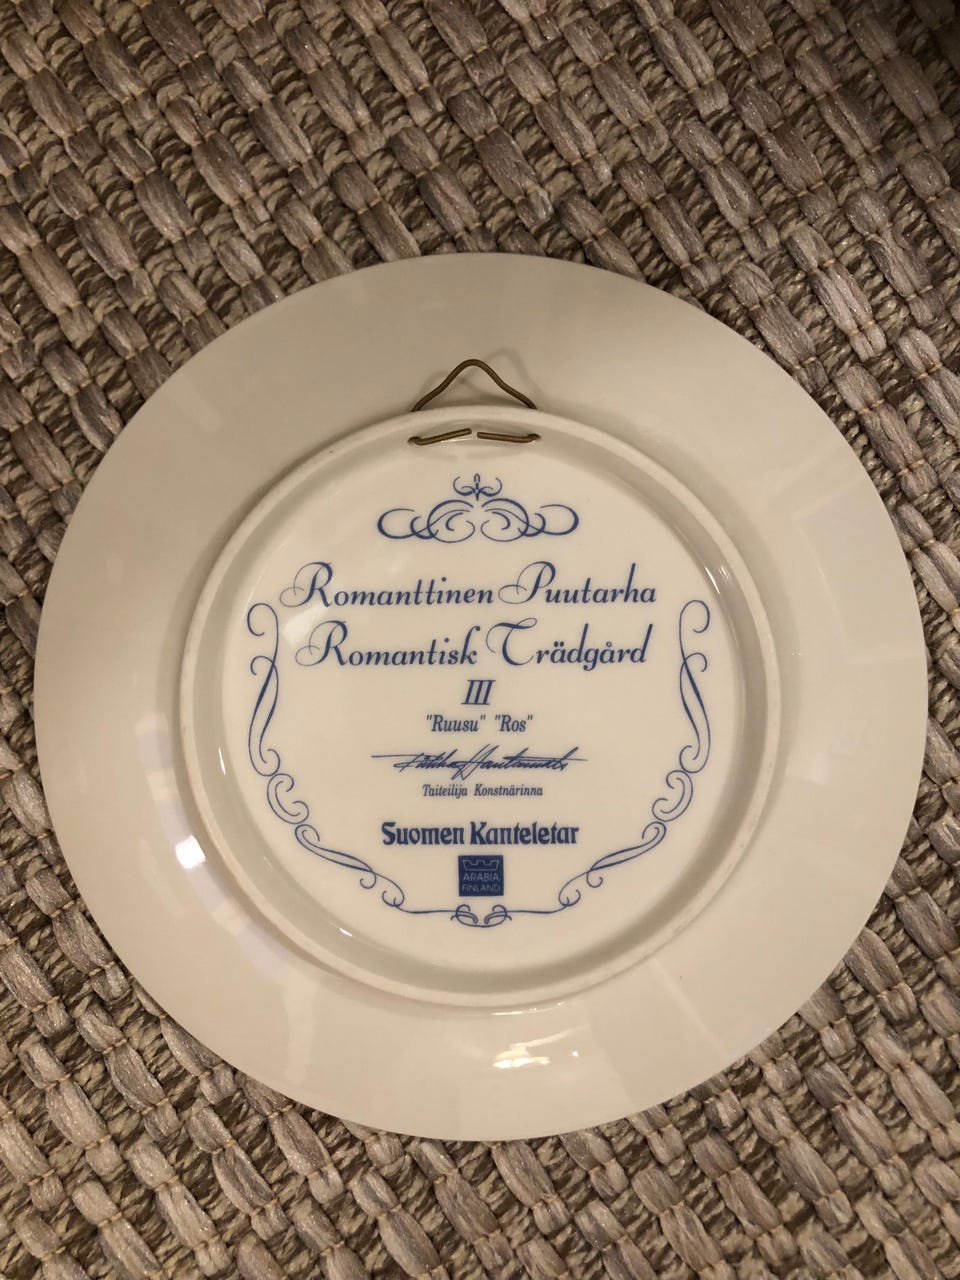 Romanttinen Puutarha
Romantisk Trädgård
III
"Ruusu" "Ros"
Taiteilija Konstnärinna
Suomen Kanteletar
ARABIA
FINLAND